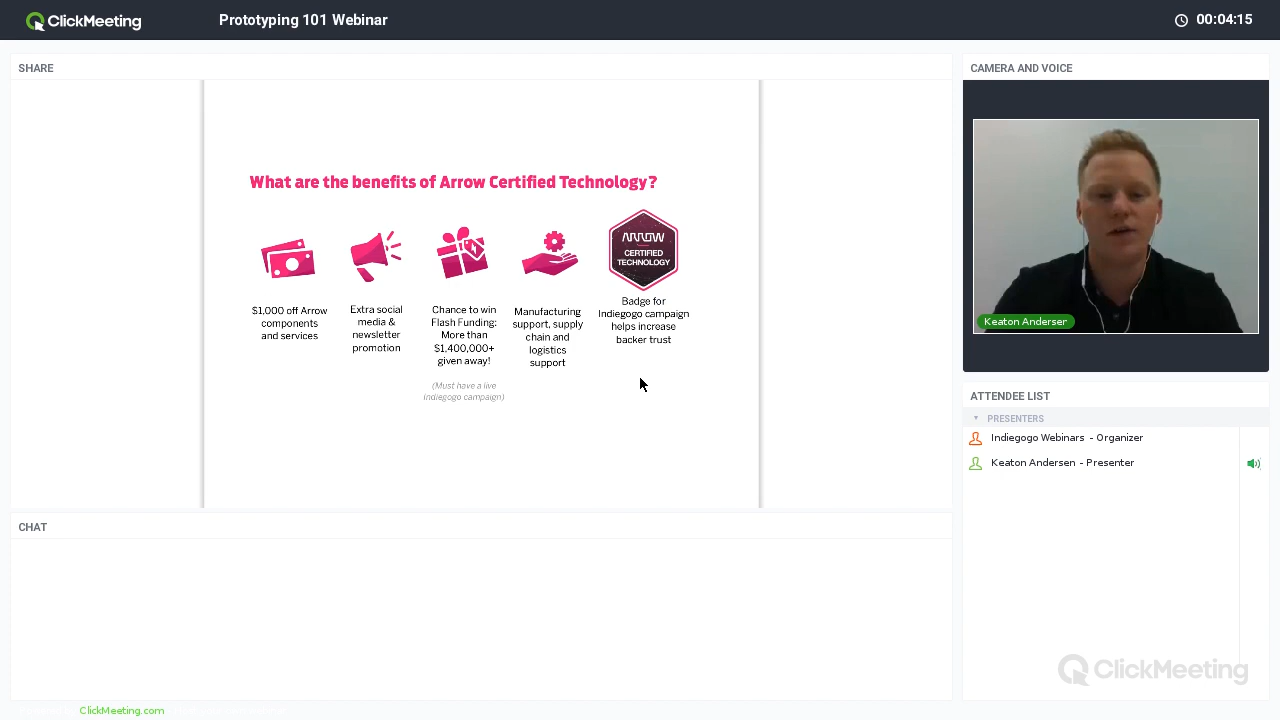 ClickMeeting
Prototyping 101 Webinar
00:04:15
SHARE
What are the benefits of Arrow Certified Technology?
ARROW
CERTIFIED
TECHNOLOGY
$1,000 off Arrow
components
and services
Extra social
media &
newsletter
promotion
Chance to win
Flash Funding:
More than
$1,400,000+
given away!
(Must have a live
Indiegogo campaign)
Manufacturing
support, supply
chain and
logistics
support
Badge for
Indiegogo campaign
helps increase
backer trust
CHAT
CAMERA AND VOICE
Keaton Anderser
ATTENDEE LIST
PRESENTERS
Indiegogo Webinars - Organizer
Keaton Andersen - Presenter
ClickMeeting
ClickMeeting.com